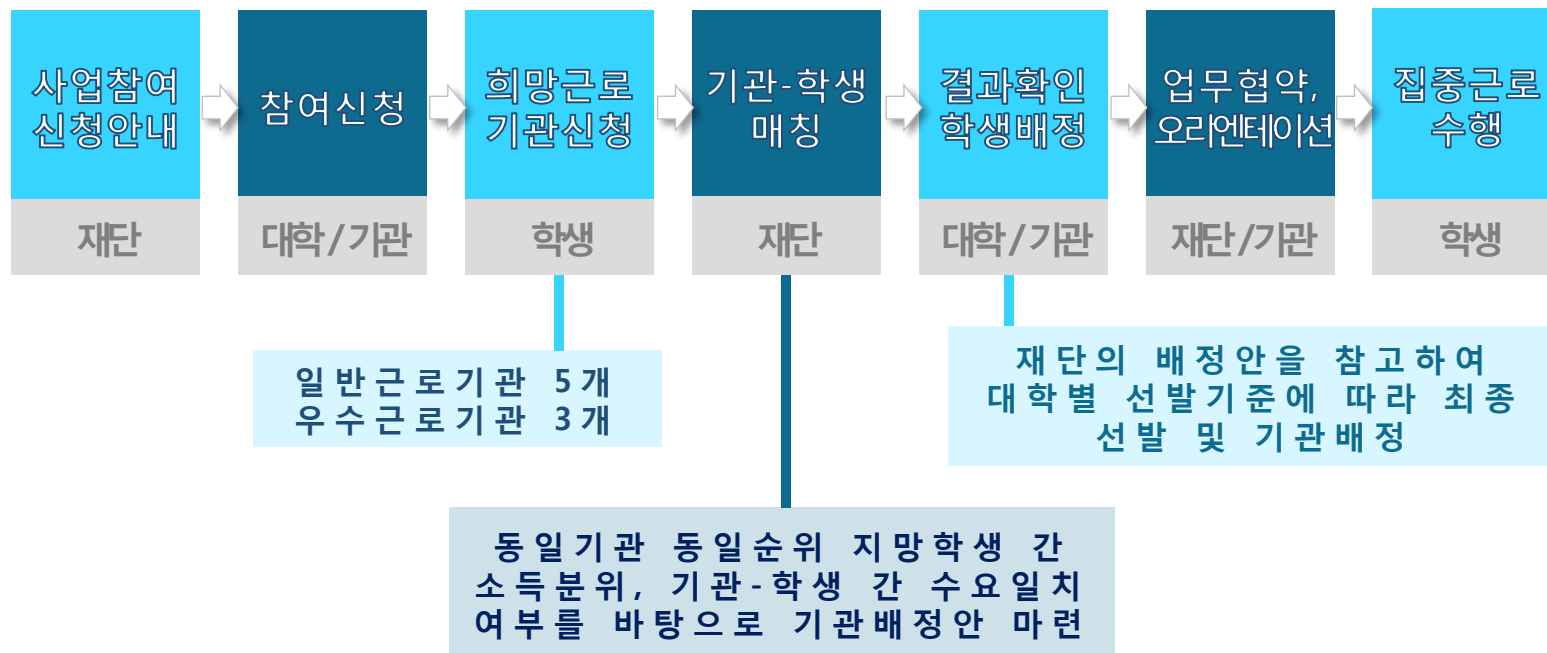 사업참여
신청안내
재단
참여신청
대학/기관
희망근로
기관신청
학생
기관-학생
매칭
재단
결과확인
학생배정
대학/기관
업무협약,
오리엔테이션
재단/기관
집중근로
수행
학생
일반근로기관 5개
우수근로기관 3개
재단의 배정안을 참고하여
대학별 선발기준에 따라 최종
선발 및 기관배정
동일기관 동일순위 지망학생 간
소득분위, 기관-학생 간 수요일치
여부를 바탕으로 기관배정안 마련